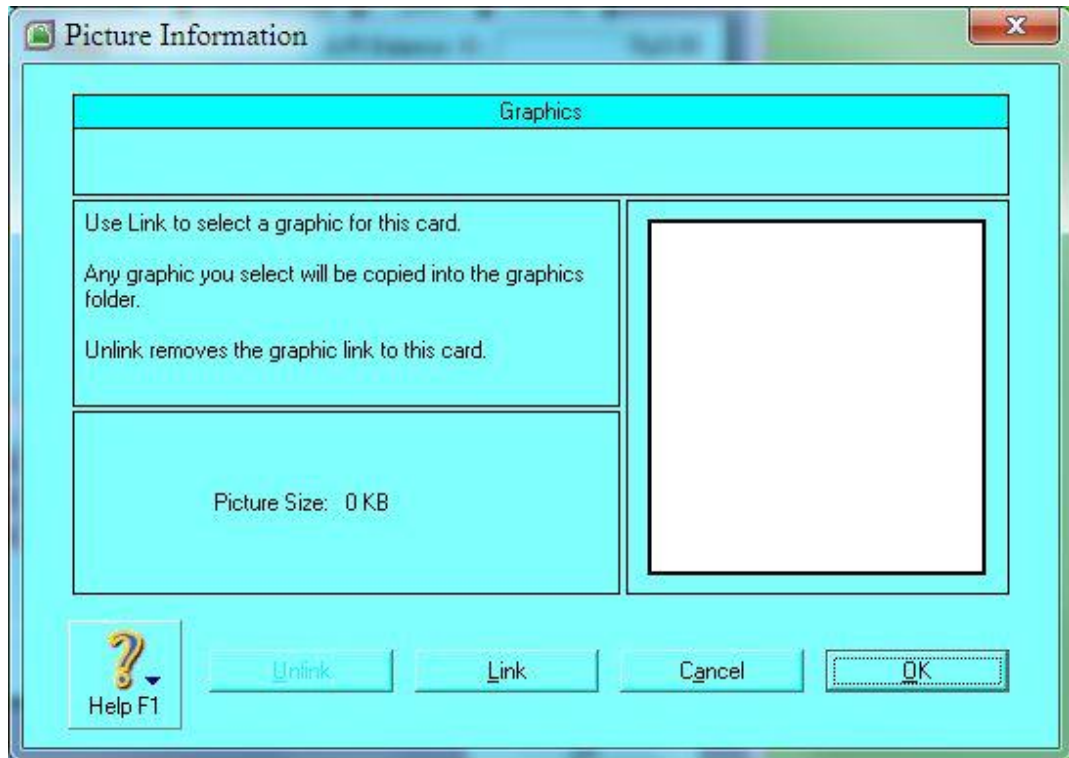 Picture Information
Graphics
Use Link to select a graphic for this card.
Any graphic you select will be copied into the graphics
folder.
Unlink removes the graphic link to this card.
Picture Size: 0 KB
Help F1
Unlink
Link
Cancel
OK